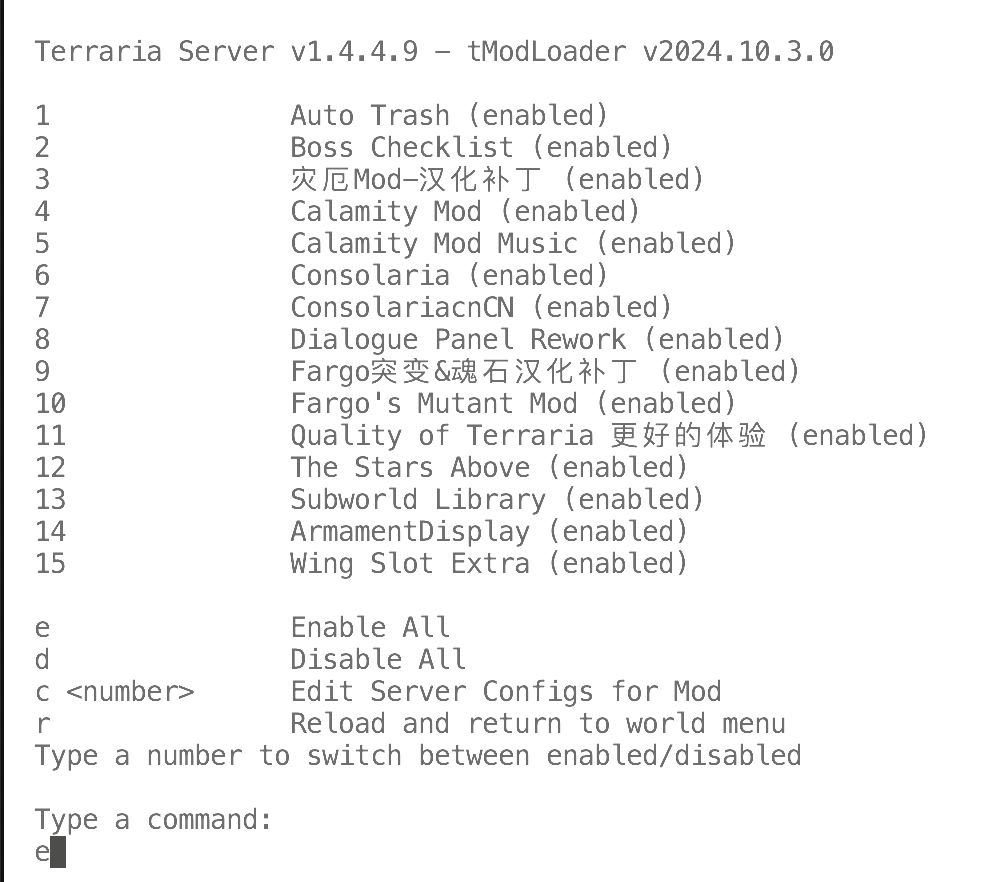 Terraria Server v1.4.4.9 - tModLoader v2024.10.3.0
1 Auto Trash (enabled)
2 Boss Checklist (enabled)
3 灾厄Mod-汉化补丁 (enabled)
4 Calamity Mod (enabled)
5 Calamity Mod Music (enabled)
6 Consolaria (enabled)
7 ConsolariacnCN (enabled)
8 Dialogue Panel Rework (enabled)
9 Fargo突变&魂石汉化补丁 (enabled)
10 Fargo's Mutant Mod (enabled)
11 Quality of Terraria 更好的体验 (enabled)
12 The Stars Above (enabled)
13 Subworld Library (enabled)
14 ArmamentDisplay (enabled)
15 Wing Slot Extra (enabled)
e Enable All
d Disable All
c <number> Edit Server Configs for Mod
r Reload and return to world menu
Type a number to switch between enabled/disabled
Type a command:
e